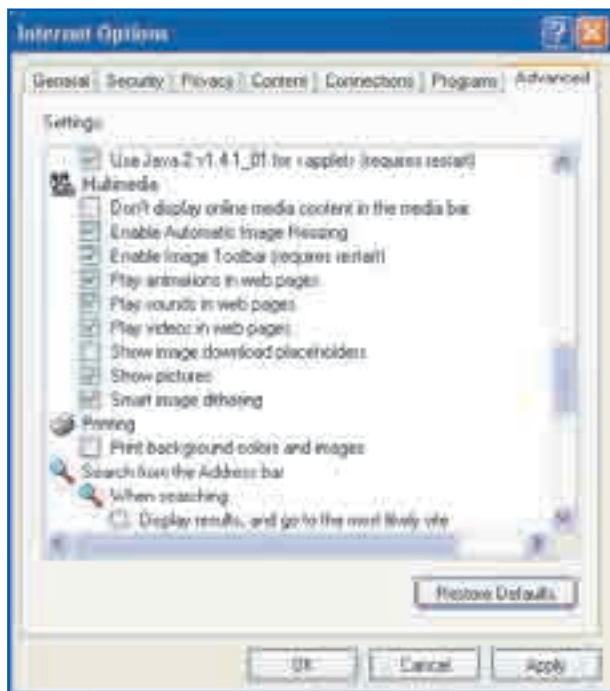 Internet Options
General Security Privacy Content Connections Programs Advanced
Settings:
Use Java 2 v1.4.1_01 for <applet> (requires restart)
Multimedia
Don't display online media content in the media bar
Enable Automatic Image Resizing
Enable Image Toolbar (requires restart)
Play animations in web pages
Play sounds in web pages
Play videos in web pages
Show image download placeholders
Show pictures
Smart image dithering
Printing
Print background colors and images
Search from the Address bar
When searching
Display results, and go to the most likely site
Restore Defaults
OK Cancel Apply